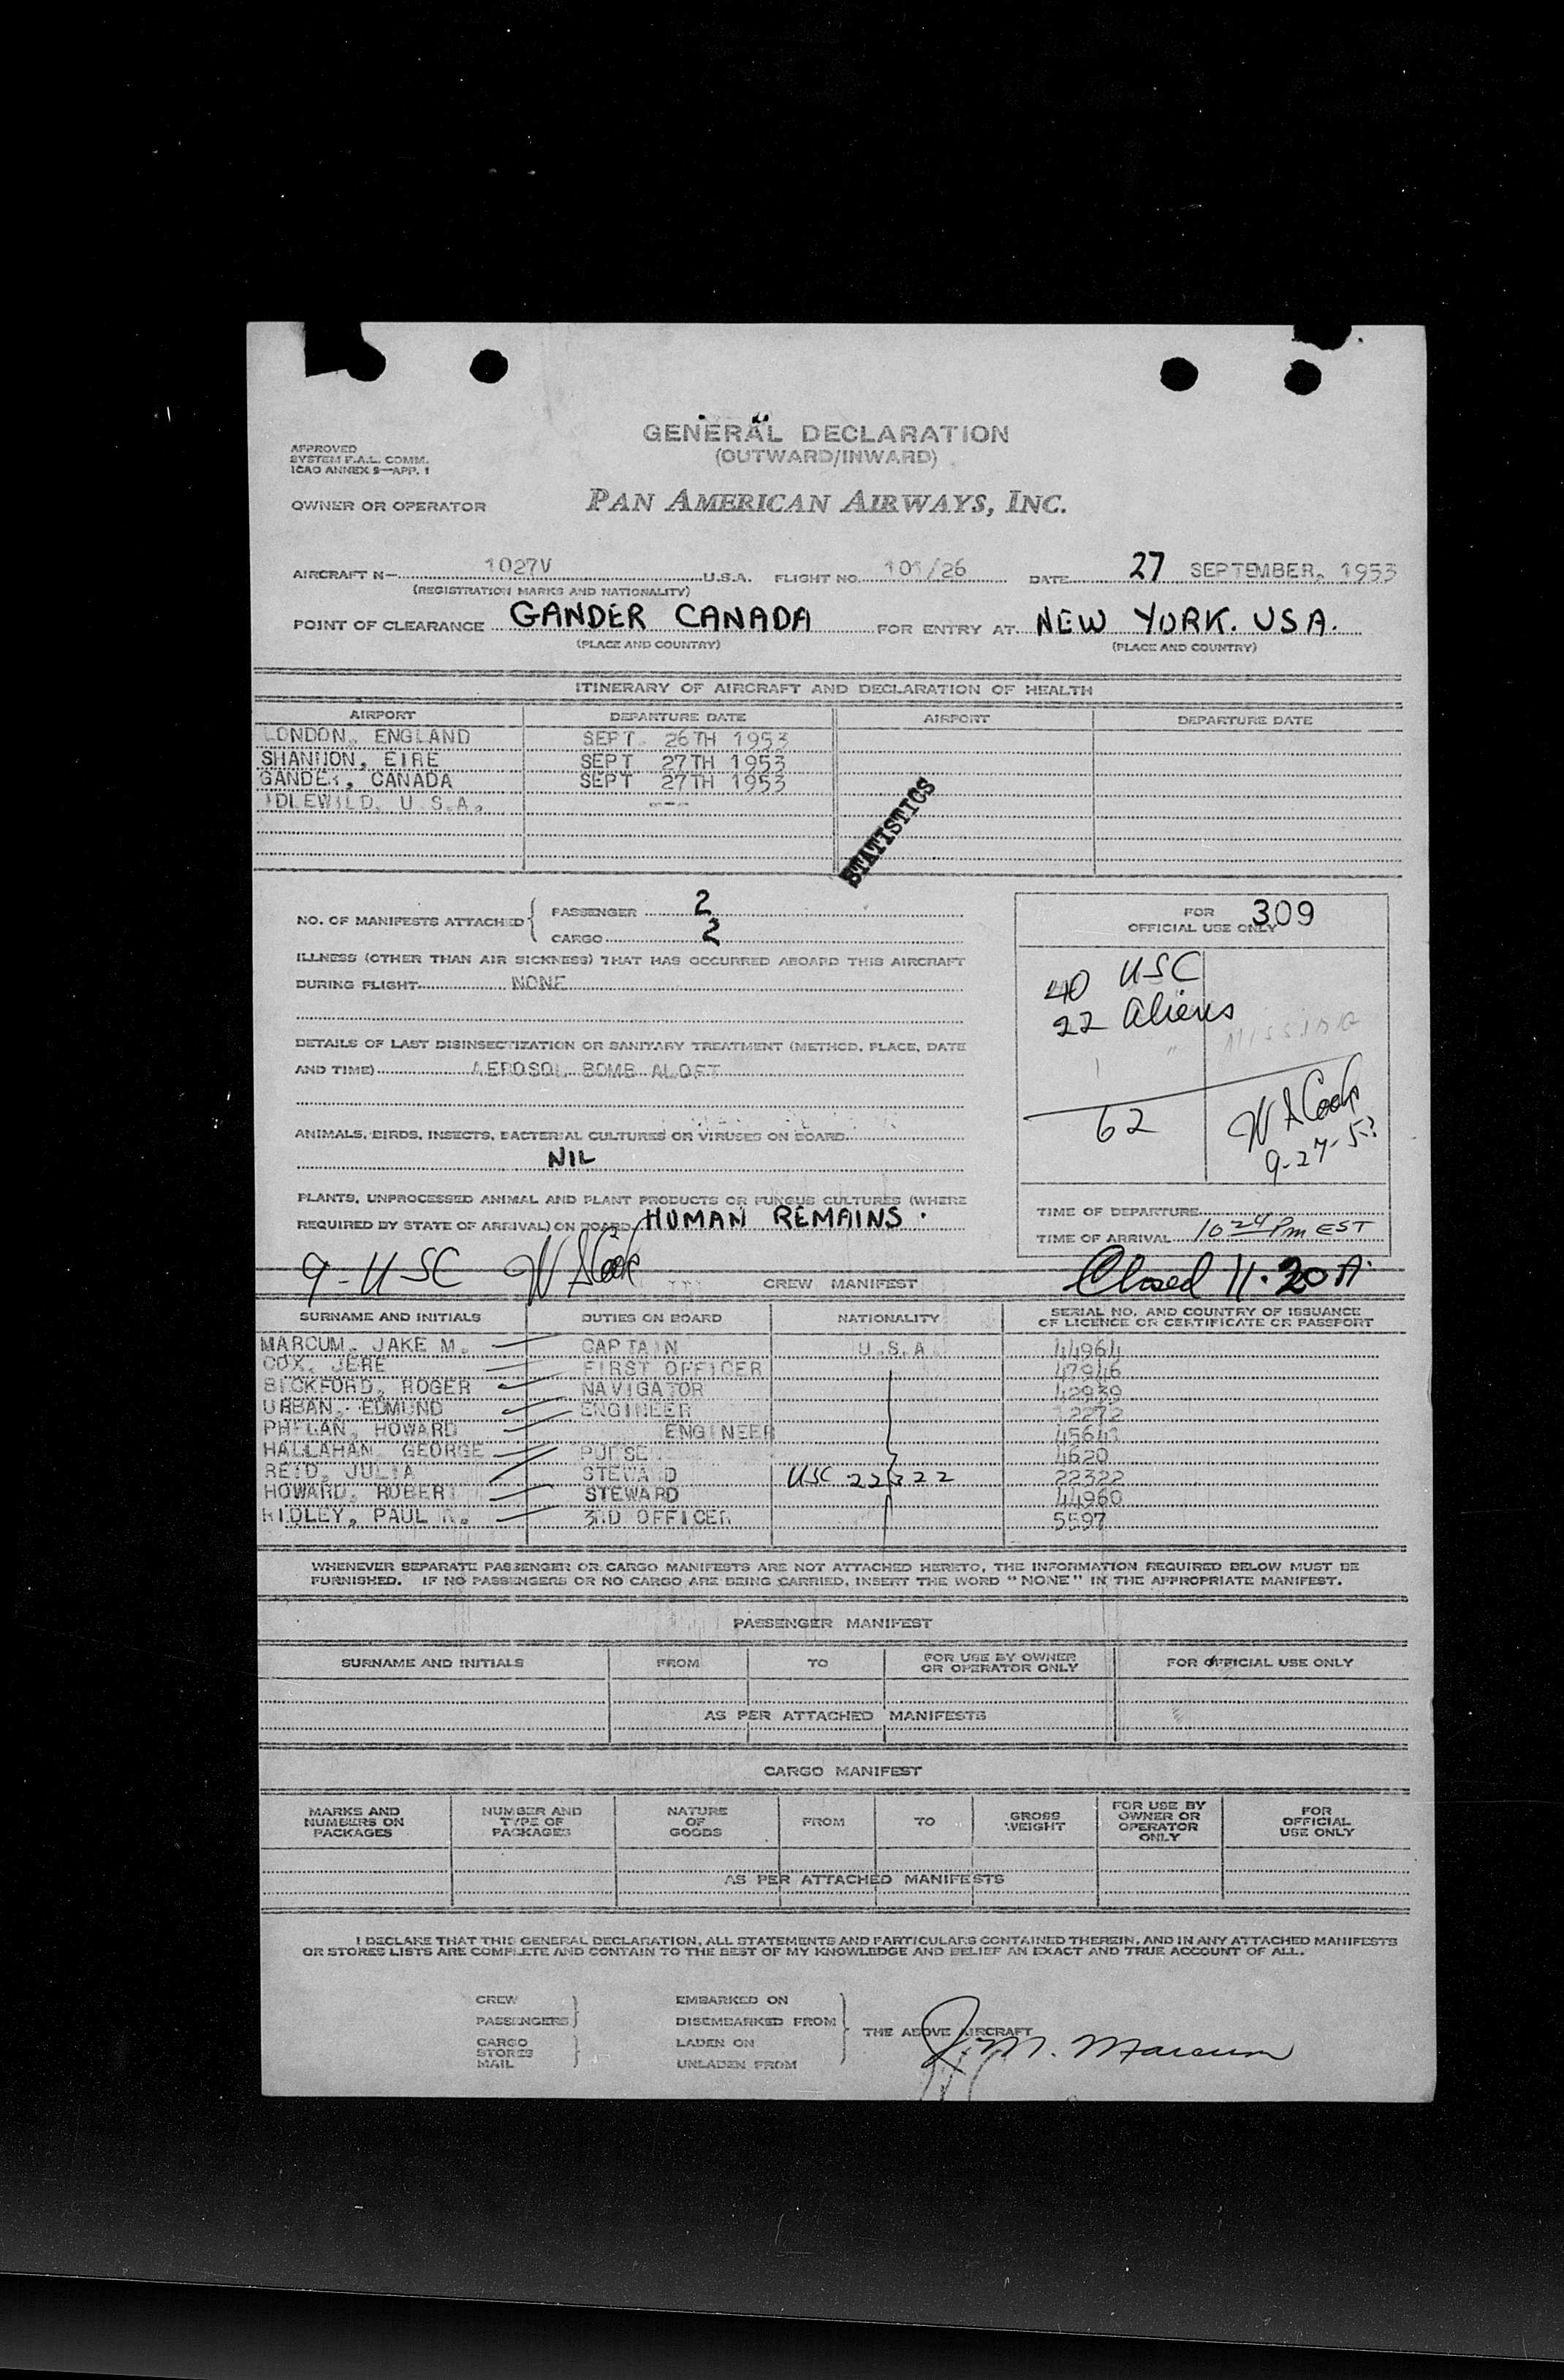 GENERAL DECLARATION
(OUTWARD/INWARD)
APPROVED
SYSTEM F.A.L. COMM.
ICAO ANNEX 9—APP. 1
OWNER OR OPERATOR PAN AMERICAN AIRWAYS, INC.
AIRCRAFT N— 1027V U.S.A. FLIGHT NO. 101/26 DATE 27 SEPTEMBER, 1953
(REGISTRATION MARKS AND NATIONALITY)
POINT OF CLEARANCE GANDER CANADA FOR ENTRY AT NEW YORK. USA.
(PLACE AND COUNTRY) (PLACE AND COUNTRY)
ITINERARY OF AIRCRAFT AND DECLARATION OF HEALTH
AIRPORT DEPARTURE DATE AIRPORT DEPARTURE DATE
LONDON, ENGLAND SEPT. 26TH 1953
SHANNON, EIRE SEPT 27TH 1953
GANDER, CANADA SEPT 27TH 1953
IDLEWILD, U.S.A. ---
STATISTICS
NO. OF MANIFESTS ATTACHED { PASSENGER 2
CARGO 2
ILLNESS (OTHER THAN AIR SICKNESS) THAT HAS OCCURRED ABOARD THIS AIRCRAFT
DURING FLIGHT NONE
DETAILS OF LAST DISINSECTIZATION OR SANITARY TREATMENT (METHOD, PLACE, DATE
AND TIME) AEROSOL BOMB ALOFT
ANIMALS, BIRDS, INSECTS, BACTERIAL CULTURES OR VIRUSES ON BOARD
NIL
PLANTS, UNPROCESSED ANIMAL AND PLANT PRODUCTS OR FUNGUS CULTURES (WHERE
REQUIRED BY STATE OF ARRIVAL) ON BOARD HUMAN REMAINS.
FOR
OFFICIAL USE ONLY 309
40 USC
22 Aliens
MISSING
62
W A Cook
9-27-53
TIME OF DEPARTURE
TIME OF ARRIVAL 10 24 Pm EST
9-USC W A Cook Closed 11.20 A
CREW MANIFEST
SURNAME AND INITIALS DUTIES ON BOARD NATIONALITY SERIAL NO. AND COUNTRY OF ISSUANCE
OF LICENCE OR CERTIFICATE OR PASSPORT
MARCUM, JAKE M. CAPTAIN U.S.A. 44964
COX, JERE FIRST OFFICER 47946
BICKFORD, ROGER NAVIGATOR 42939
URBAN, EDMUND ENGINEER 12272
PHELAN, HOWARD ENGINEER 45641
HALLAHAN, GEORGE PURSER 4620
REID, JULIA STEWARD USC 22322 22322
HOWARD, ROBERT STEWARD 44960
RIDLEY, PAUL R. 3RD OFFICER 5597
WHENEVER SEPARATE PASSENGER OR CARGO MANIFESTS ARE NOT ATTACHED HERETO, THE INFORMATION REQUIRED BELOW MUST BE
FURNISHED. IF NO PASSENGERS OR NO CARGO ARE BEING CARRIED, INSERT THE WORD "NONE" IN THE APPROPRIATE MANIFEST.
PASSENGER MANIFEST
SURNAME AND INITIALS FROM TO FOR USE BY OWNER
OR OPERATOR ONLY FOR OFFICIAL USE ONLY
AS PER ATTACHED MANIFESTS
CARGO MANIFEST
MARKS AND
NUMBERS ON
PACKAGES
NUMBER AND
TYPE OF
PACKAGES
NATURE
OF
GOODS
FROM
TO
GROSS
WEIGHT
FOR USE BY
OWNER OR
OPERATOR
ONLY
FOR
OFFICIAL
USE ONLY
AS PER ATTACHED MANIFESTS
I DECLARE THAT THIS GENERAL DECLARATION, ALL STATEMENTS AND PARTICULARS CONTAINED THEREIN, AND IN ANY ATTACHED MANIFESTS
OR STORES LISTS ARE COMPLETE AND CONTAIN TO THE BEST OF MY KNOWLEDGE AND BELIEF AN EXACT AND TRUE ACCOUNT OF ALL.
CREW
PASSENGERS
CARGO
STORES
MAIL
EMBARKED ON
DISEMBARKED FROM
LADEN ON
UNLADEN FROM
THE ABOVE AIRCRAFT
J. M. Marcum